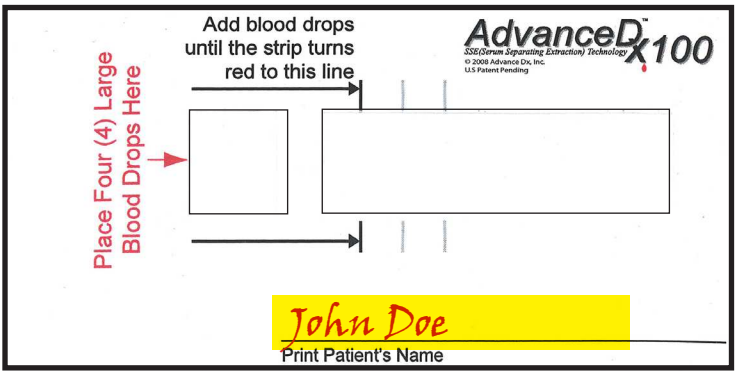 Add blood drops
until the strip turns
red to this line
AdvanceDx100™
SSE(Serum Separating Extraction) Technology
© 2008 Advance Dx, Inc.
U.S Patent Pending
Place Four (4) Large
Blood Drops Here
John Doe
Print Patient's Name